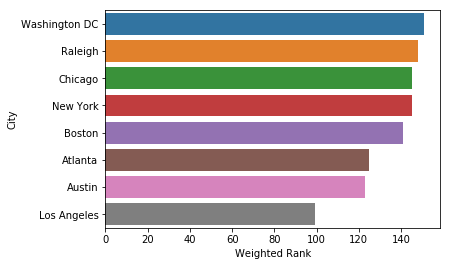 Washington DC
Raleigh
Chicago
New York
Boston
Atlanta
Austin
Los Angeles
City
0 20 40 60 80 100 120 140
Weighted Rank